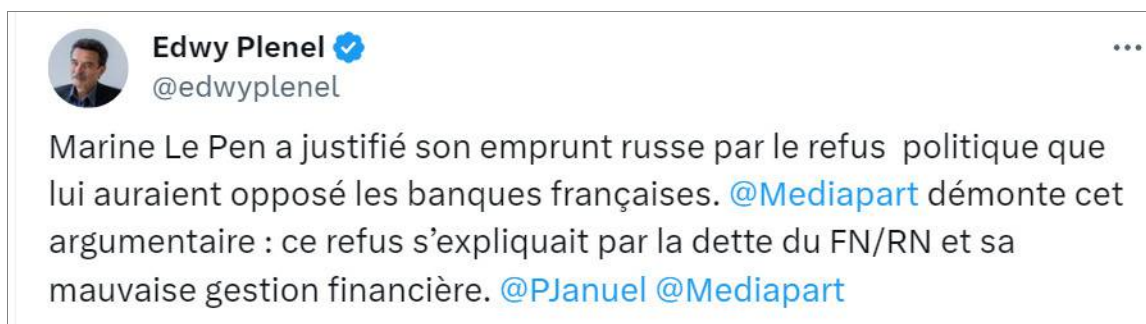 Edwy Plenel
@edwyplenel
Marine Le Pen a justifié son emprunt russe par le refus  politique que
lui auraient opposé les banques françaises. @Mediapart démonte cet
argumentaire : ce refus s’expliquait par la dette du FN/RN et sa
mauvaise gestion financière. @PJanuel @Mediapart